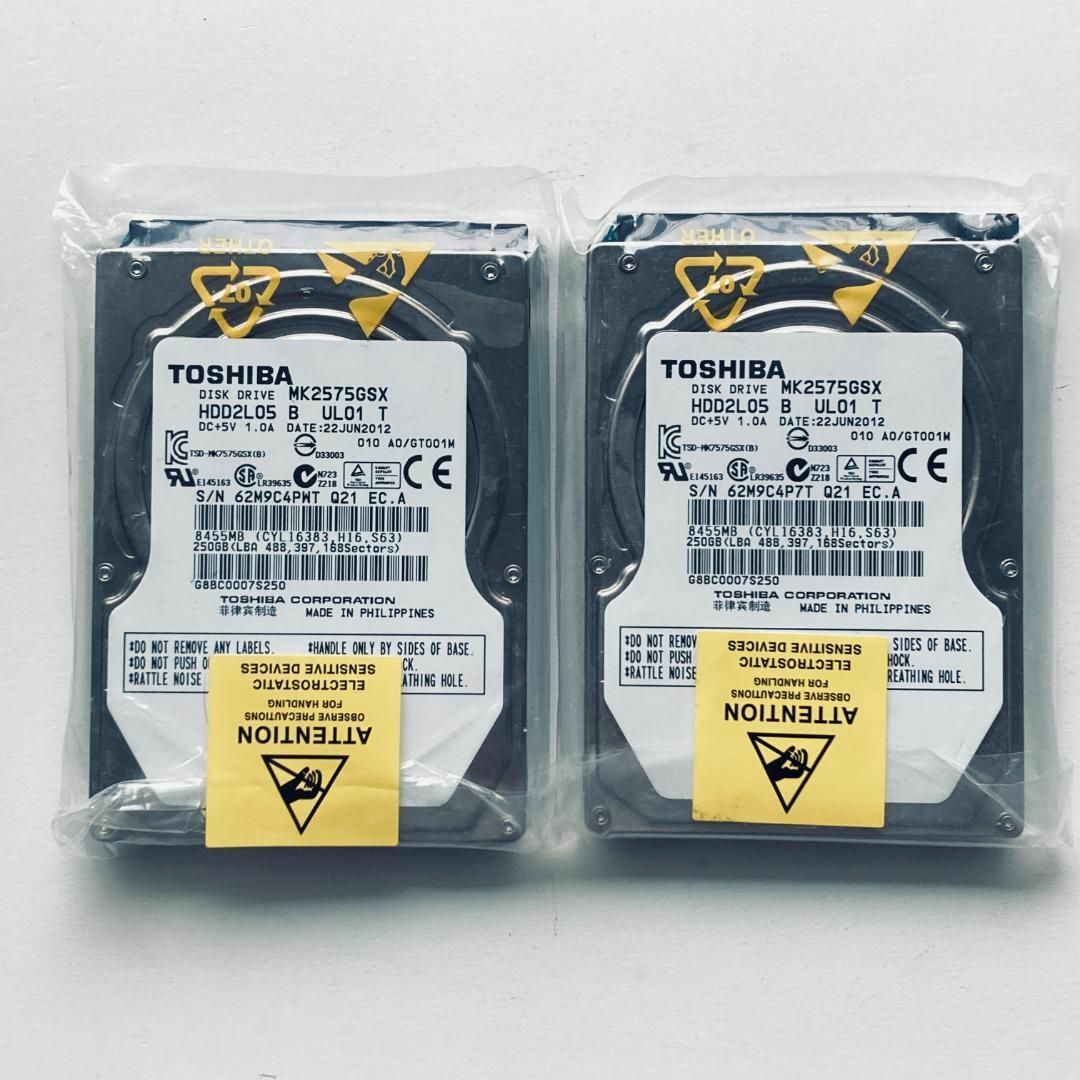 OTHER
07
TOSHIBA
DISK DRIVE MK2575GSX
HDD2L05 B UL01 T
DC+5V 1.0A DATE:22JUN2012
010 A0/GT001M
TSD-MK7575GSX(B)
D33003
E145163
LR39635
N723
Z218
CE
S/N 62M9C4PWT Q21 EC.A
8455MB (CYL16383,H16,S63)
250GB(LBA 488,397,168Sectors)
G8BC0007S250
TOSHIBA CORPORATION
菲律宾制造 MADE IN PHILIPPINES
*DO NOT REMOVE ANY LABELS. *HANDLE ONLY BY SIDES OF BASE.
*DO NOT PUSH
*RATTLE NOISE
ATTENTION
OBSERVE PRECAUTIONS
FOR HANDLING
ELECTROSTATIC
SENSITIVE DEVICES
OTHER
07
TOSHIBA
DISK DRIVE MK2575GSX
HDD2L05 B UL01 T
DC+5V 1.0A DATE:22JUN2012
010 A0/GT001M
TSD-MK7575GSX(B)
D33003
E145163
LR39635
N723
Z218
CE
S/N 62M9C4P7T Q21 EC.A
8455MB (CYL16383,H16,S63)
250GB(LBA 488,397,168Sectors)
G8BC0007S250
TOSHIBA CORPORATION
菲律宾制造 MADE IN PHILIPPINES
*DO NOT REMOV SIDES OF BASE.
*DO NOT PUSH HOCK.
*RATTLE NOISE REATHING HOLE.
ATTENTION
OBSERVE PRECAUTIONS
FOR HANDLING
ELECTROSTATIC
SENSITIVE DEVICES